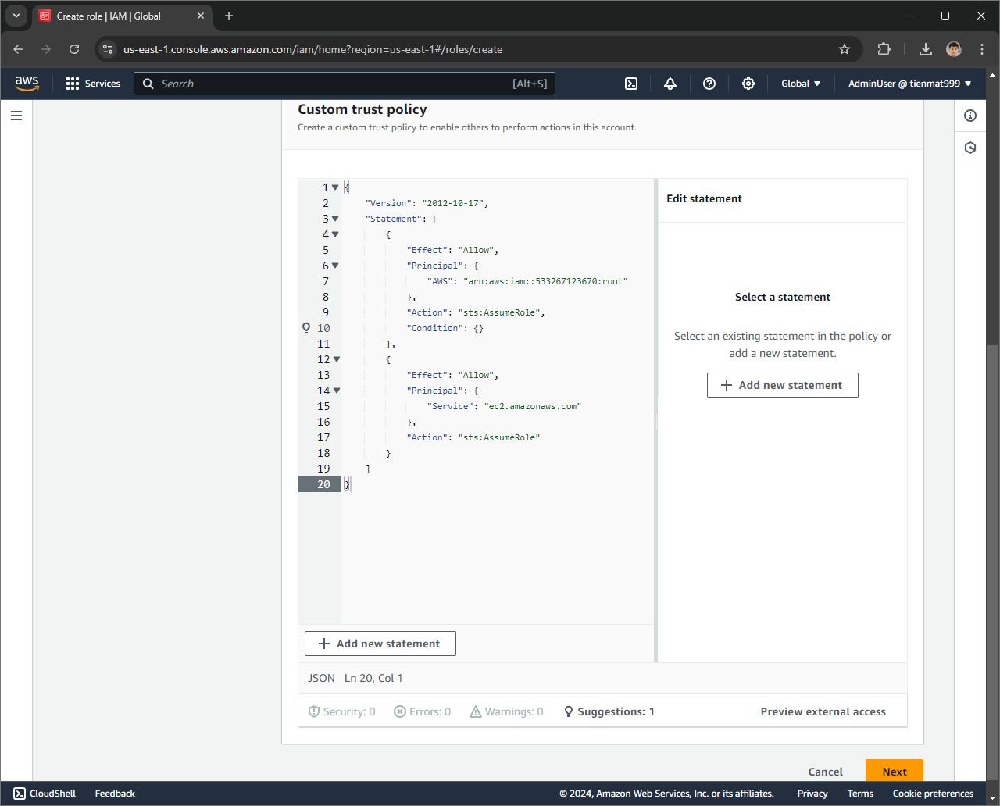 Create role | IAM | Global
us-east-1.console.aws.amazon.com/iam/home?region=us-east-1#/roles/create
aws Services Search [Alt+S] Global AdminUser @ tienmat999
Custom trust policy
Create a custom trust policy to enable others to perform actions in this account.
1 {
2 "Version": "2012-10-17",
3 "Statement": [
4 {
5 "Effect": "Allow",
6 "Principal": {
7 "AWS": "arn:aws:iam::533267123670:root"
8 },
9 "Action": "sts:AssumeRole",
10 "Condition": {}
11 },
12 {
13 "Effect": "Allow",
14 "Principal": {
15 "Service": "ec2.amazonaws.com"
16 },
17 "Action": "sts:AssumeRole"
18 }
19 ]
20 }
+ Add new statement
JSON Ln 20, Col 1
Edit statement
Select a statement
Select an existing statement in the policy or
add a new statement.
+ Add new statement
Security: 0 Errors: 0 Warnings: 0 Suggestions: 1 Preview external access
Cancel Next
CloudShell Feedback © 2024, Amazon Web Services, Inc. or its affiliates. Privacy Terms Cookie preferences